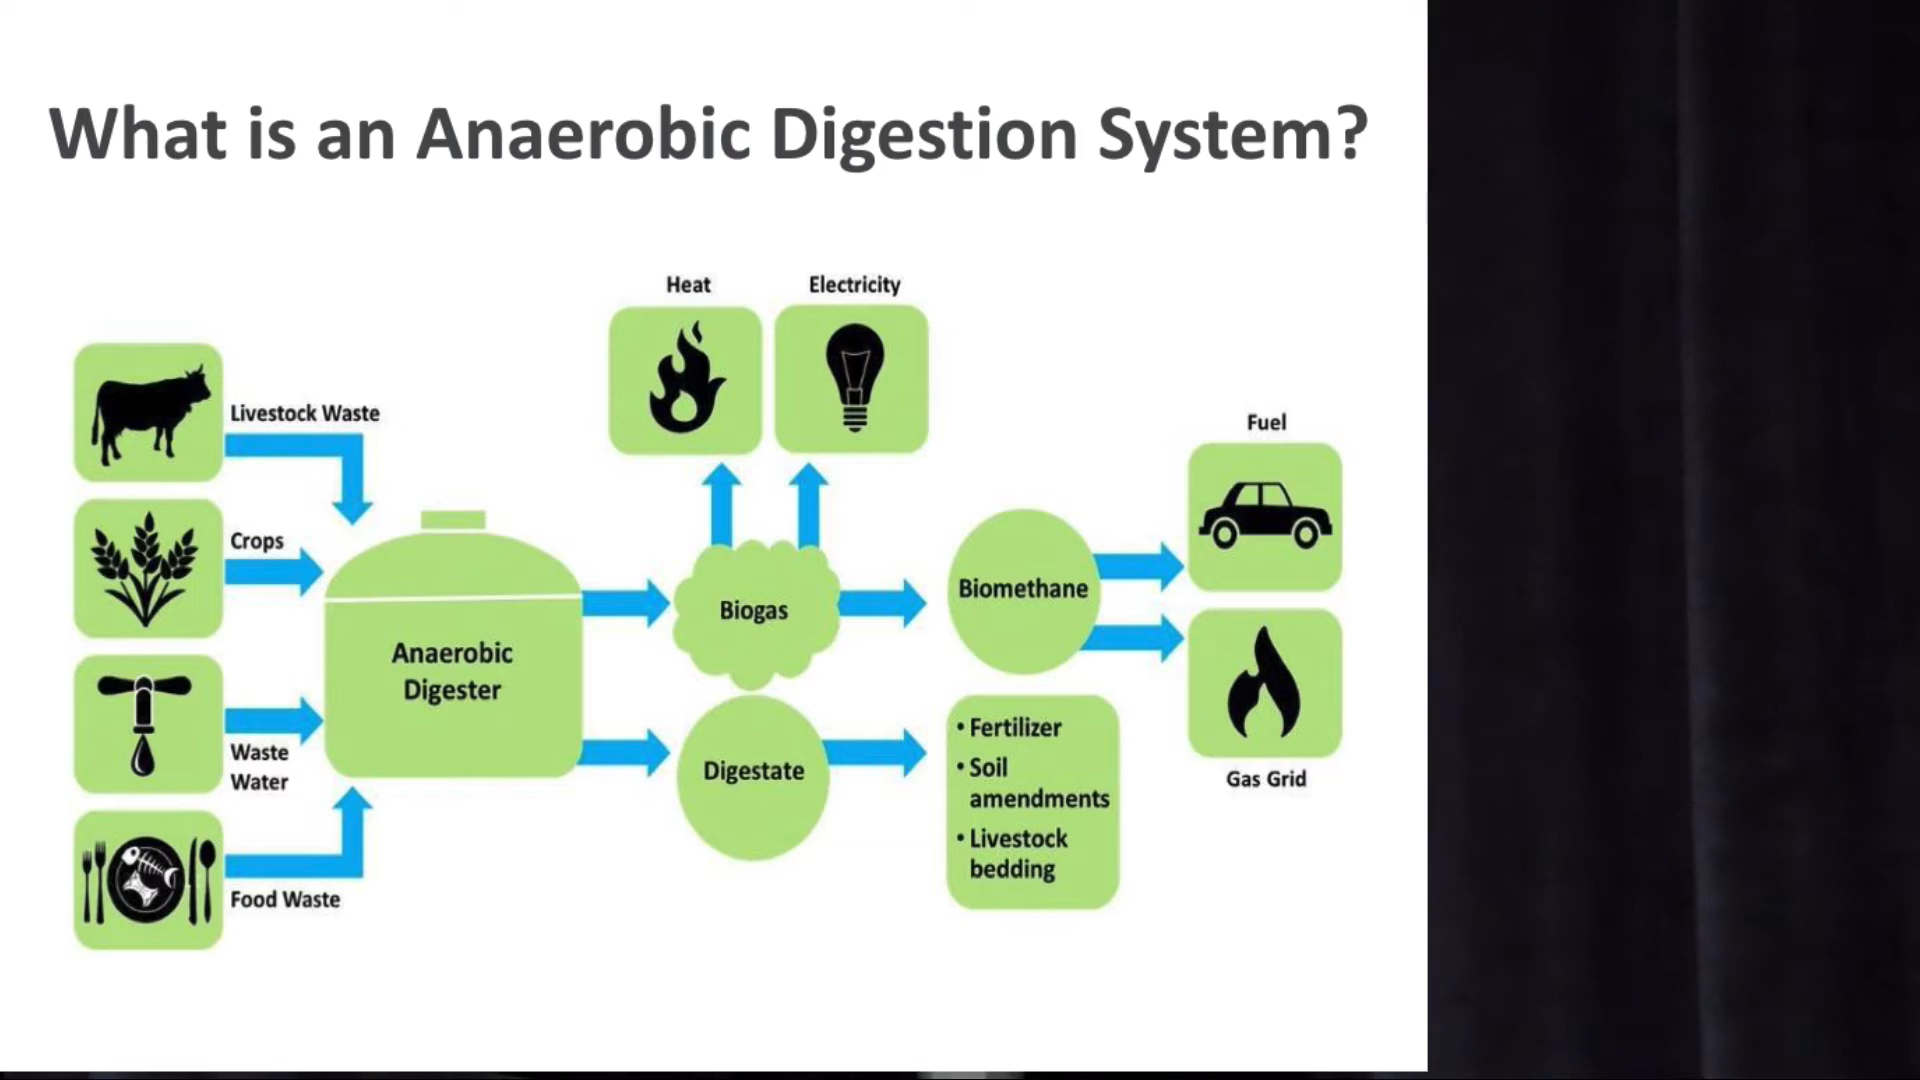 What is an Anaerobic Digestion System?
Heat
Electricity
Livestock Waste
Fuel
Crops
Biogas
Biomethane
Anaerobic
Digester
Waste
Water
Digestate
• Fertilizer
• Soil
amendments
• Livestock
bedding
Gas Grid
Food Waste